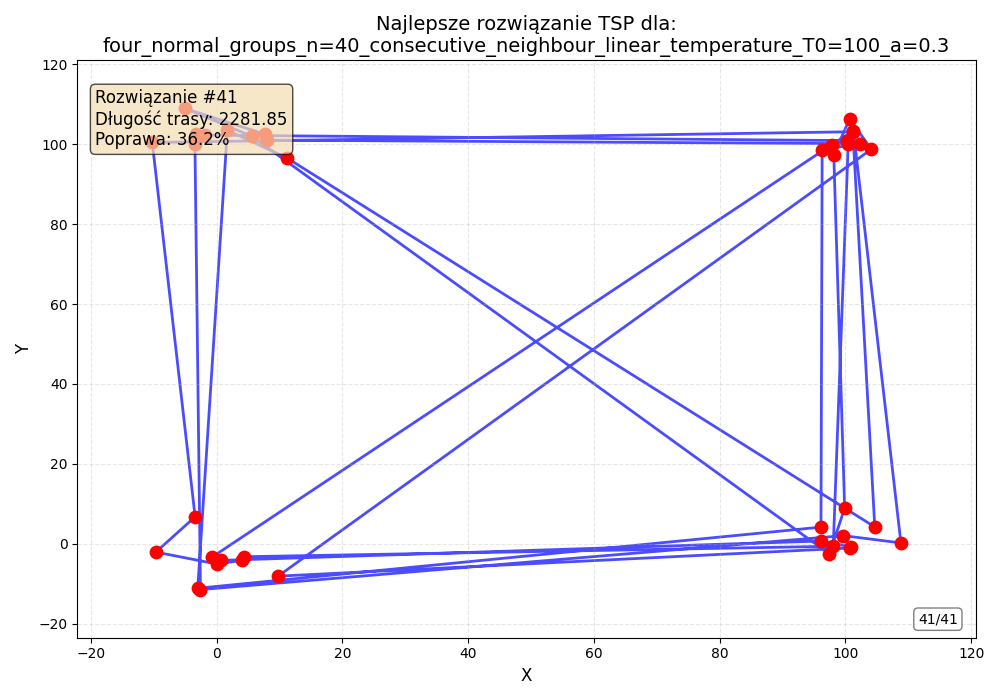 Najlepsze rozwiązanie TSP dla:
four_normal_groups_n=40_consecutive_neighbour_linear_temperature_T0=100_a=0.3
Rozwiązanie #41
Długość trasy: 2281.85
Poprawa: 36.2%
120
100
80
60
40
20
0
−20
Y
−20
0
20
40
60
80
100
120
X
41/41